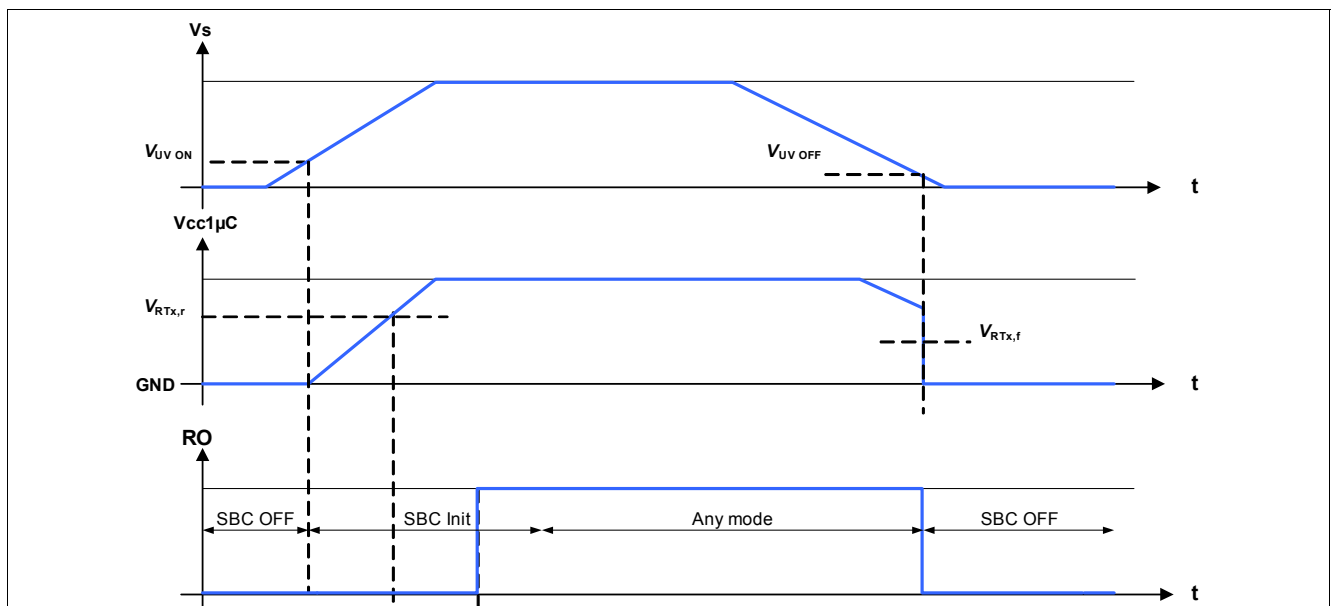 Vs
VUV ON
VUV OFF
t
Vcc1µC
VRTx,r
VRTx,f
GND
t
RO
SBC OFF
SBC Init
Any mode
SBC OFF
t